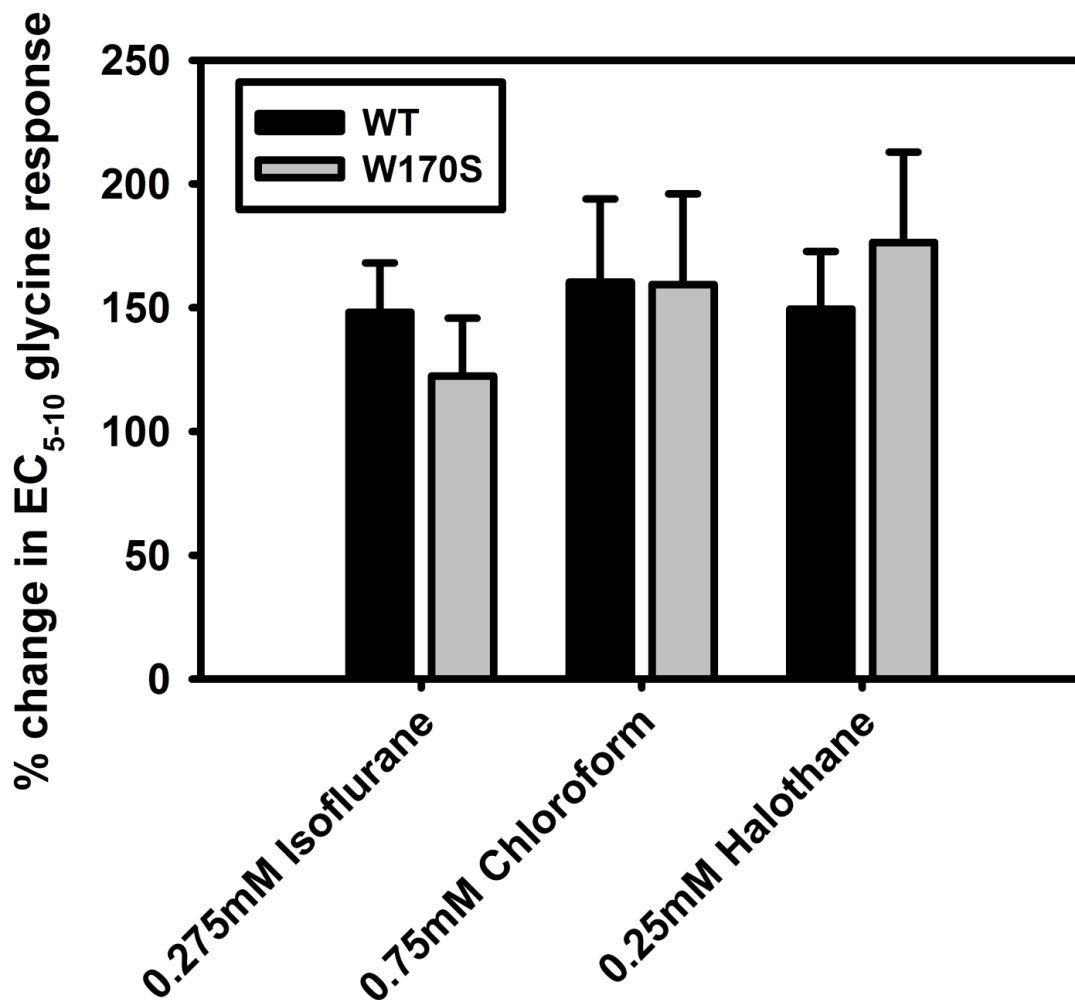 % change in EC5-10 glycine response
250
200
150
100
50
0
WT
W170S
0.275mM Isoflurane
0.75mM Chloroform
0.25mM Halothane